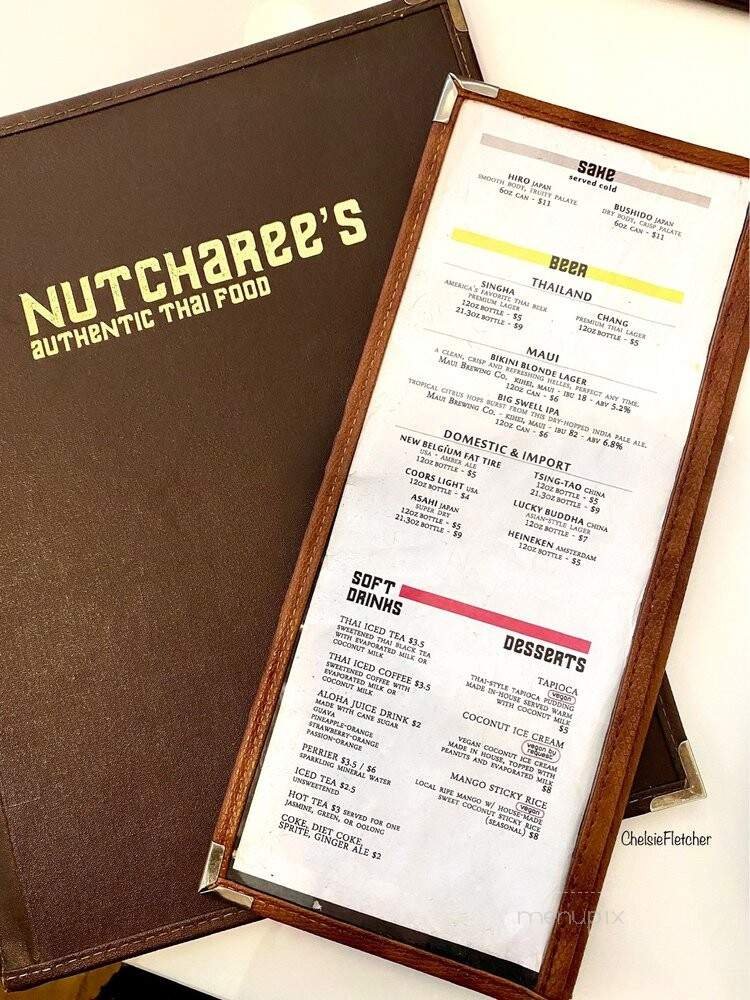 NUTCHAREE'S
AUTHENTIC THAI FOOD
SAKE
served cold
HIRO JAPAN
SMOOTH BODY, FRUITY PALATE
6OZ CAN - $11
BUSHIDO JAPAN
DRY BODY, CRISP PALATE
6OZ CAN - $11
BEER
THAILAND
SINGHA
AMERICA'S FAVORITE THAI BEER
PREMIUM LAGER
12OZ BOTTLE - $5
21.3OZ BOTTLE - $9
CHANG
PREMIUM THAI LAGER
12OZ BOTTLE - $5
MAUI
BIKINI BLONDE LAGER
A CLEAN, CRISP AND REFRESHING HELLES, PERFECT ANY TIME.
MAUI BREWING CO. KIHEI, MAUI - IBU 18 - ABV 5.2%
12OZ CAN - $6
BIG SWELL IPA
TROPICAL CITRUS HOPS BURST FROM THIS DRY-HOPPED INDIA PALE ALE.
MAUI BREWING CO. - KIHEI, MAUI - IBU 82 - ABV 6.8%
12OZ CAN - $6
DOMESTIC & IMPORT
NEW BELGIUM FAT TIRE
USA - AMBER ALE
12OZ BOTTLE - $5
COORS LIGHT USA
12OZ BOTTLE - $4
ASAHI JAPAN
SUPER DRY
12OZ BOTTLE - $5
21.3OZ BOTTLE - $9
TSING-TAO CHINA
12OZ BOTTLE - $5
21.3OZ BOTTLE - $9
LUCKY BUDDHA CHINA
ASIAN-STYLE LAGER
12OZ BOTTLE - $7
HEINEKEN AMSTERDAM
12OZ BOTTLE - $5
SOFT
DRINKS
THAI ICED TEA $3.5
SWEETENED THAI BLACK TEA
WITH EVAPORATED MILK OR
COCONUT MILK
THAI ICED COFFEE $3.5
SWEETENED COFFEE WITH
EVAPORATED MILK OR
COCONUT MILK
ALOHA JUICE DRINK $2
MADE WITH CANE SUGAR
GUAVA
PINEAPPLE-ORANGE
STRAWBERRY-ORANGE
PASSION-ORANGE
PERRIER $3.5 / $6
SPARKLING MINERAL WATER
ICED TEA $2.5
UNSWEETENED
HOT TEA $3 SERVED FOR ONE
JASMINE, GREEN, OR OOLONG
COKE, DIET COKE,
SPRITE, GINGER ALE $2
DESSERTS
TAPIOCA
vegan
THAI-STYLE TAPIOCA PUDDING
MADE IN-HOUSE SERVED WARM
WITH COCONUT MILK
$5
COCONUT ICE CREAM
vegan by
request
VEGAN COCONUT ICE CREAM
MADE IN HOUSE, TOPPED WITH
PEANUTS AND EVAPORATED MILK
$8
MANGO STICKY RICE
vegan
LOCAL RIPE MANGO W/ HOUSE-MADE
SWEET COCONUT STICKY RICE
(SEASONAL) $8
ChelsieFletcher
menupix